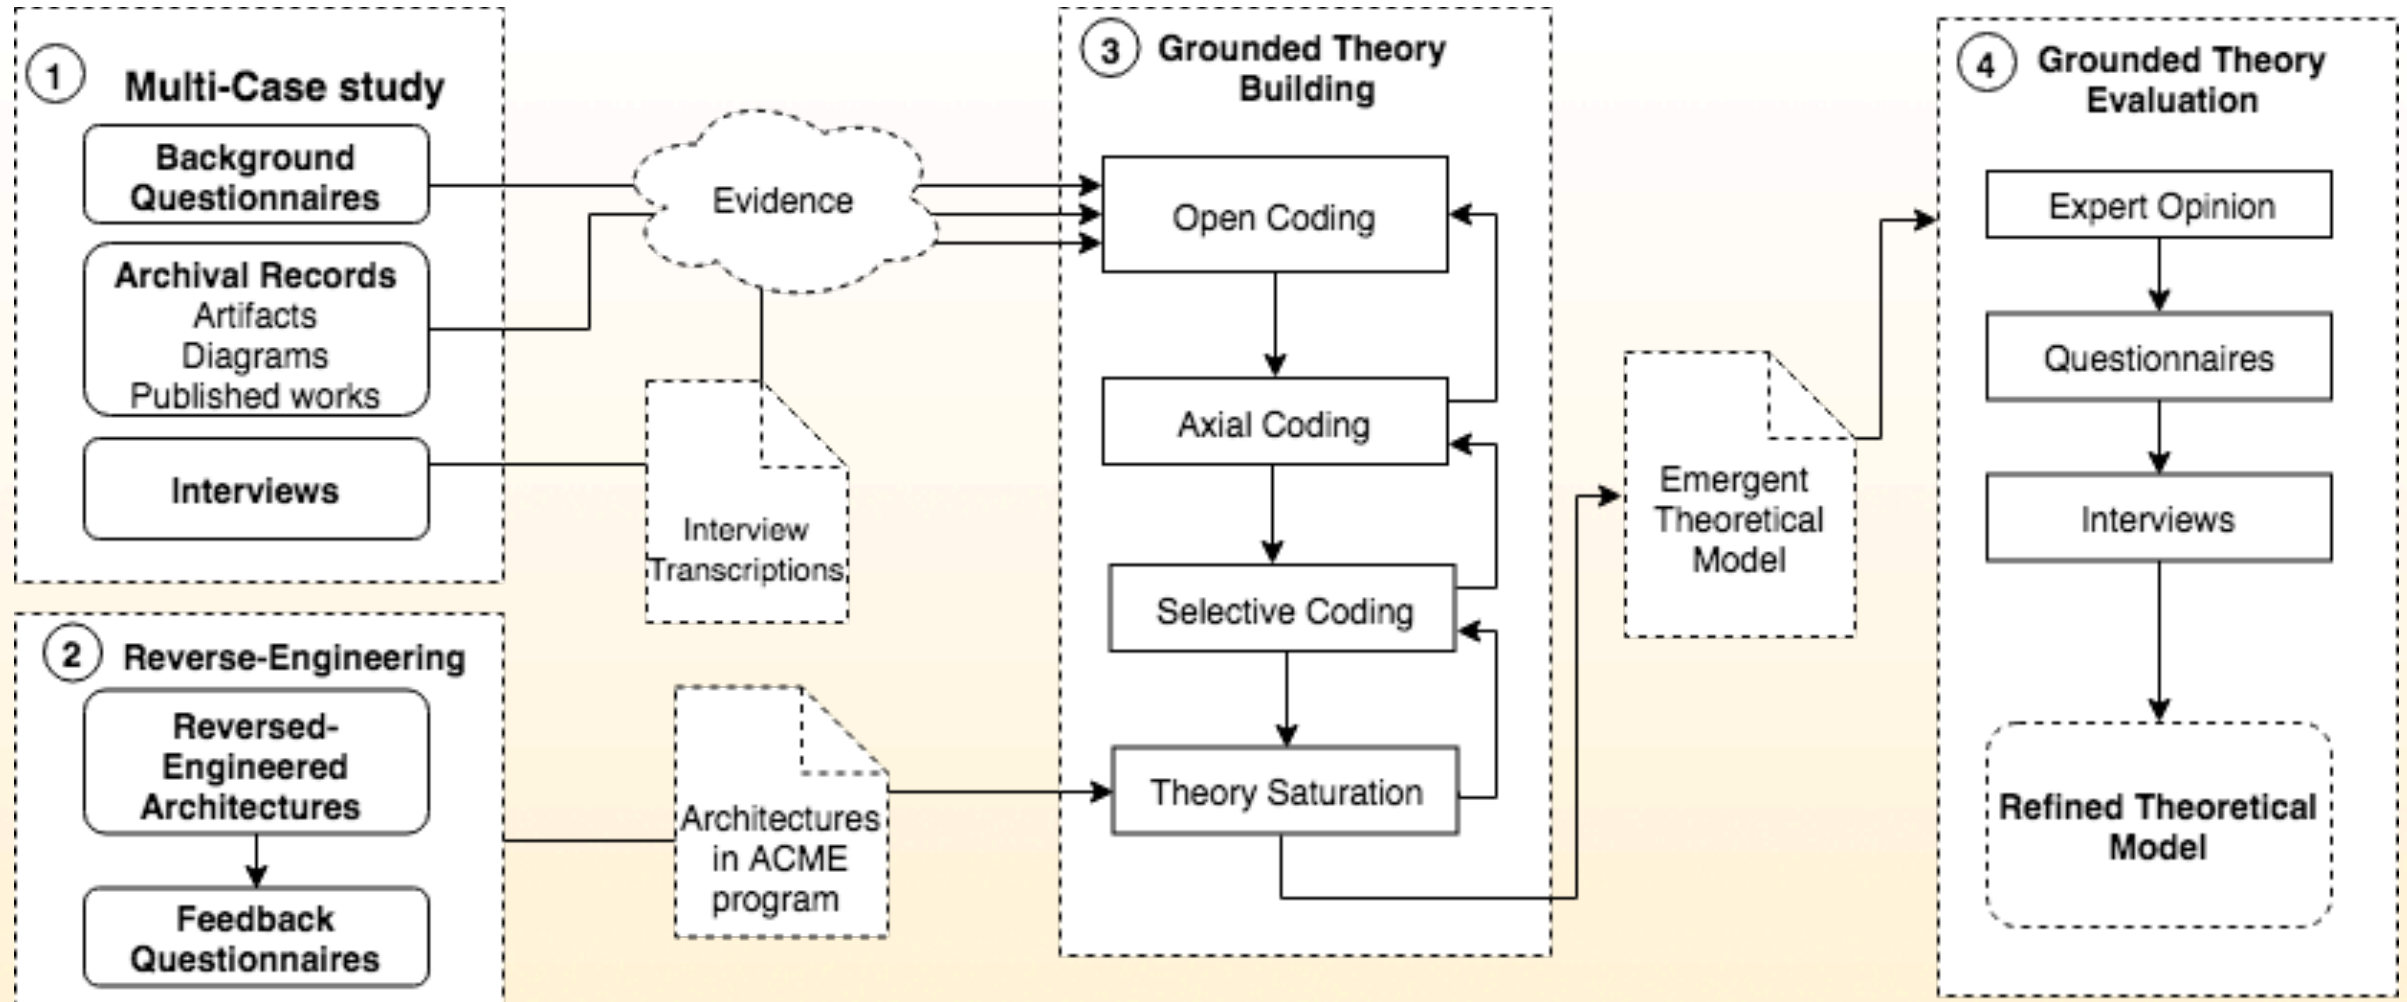 1
Multi-Case study
Background
Questionnaires
Archival Records
Artifacts
Diagrams
Published works
Interviews
2
Reverse-Engineering
Reversed-
Engineered
Architectures
Feedback
Questionnaires
Evidence
Interview
Transcriptions
Architectures
in ACME
program
3
Grounded Theory
Building
Open Coding
Axial Coding
Selective Coding
Theory Saturation
Emergent
Theoretical
Model
4
Grounded Theory
Evaluation
Expert Opinion
Questionnaires
Interviews
Refined Theoretical
Model